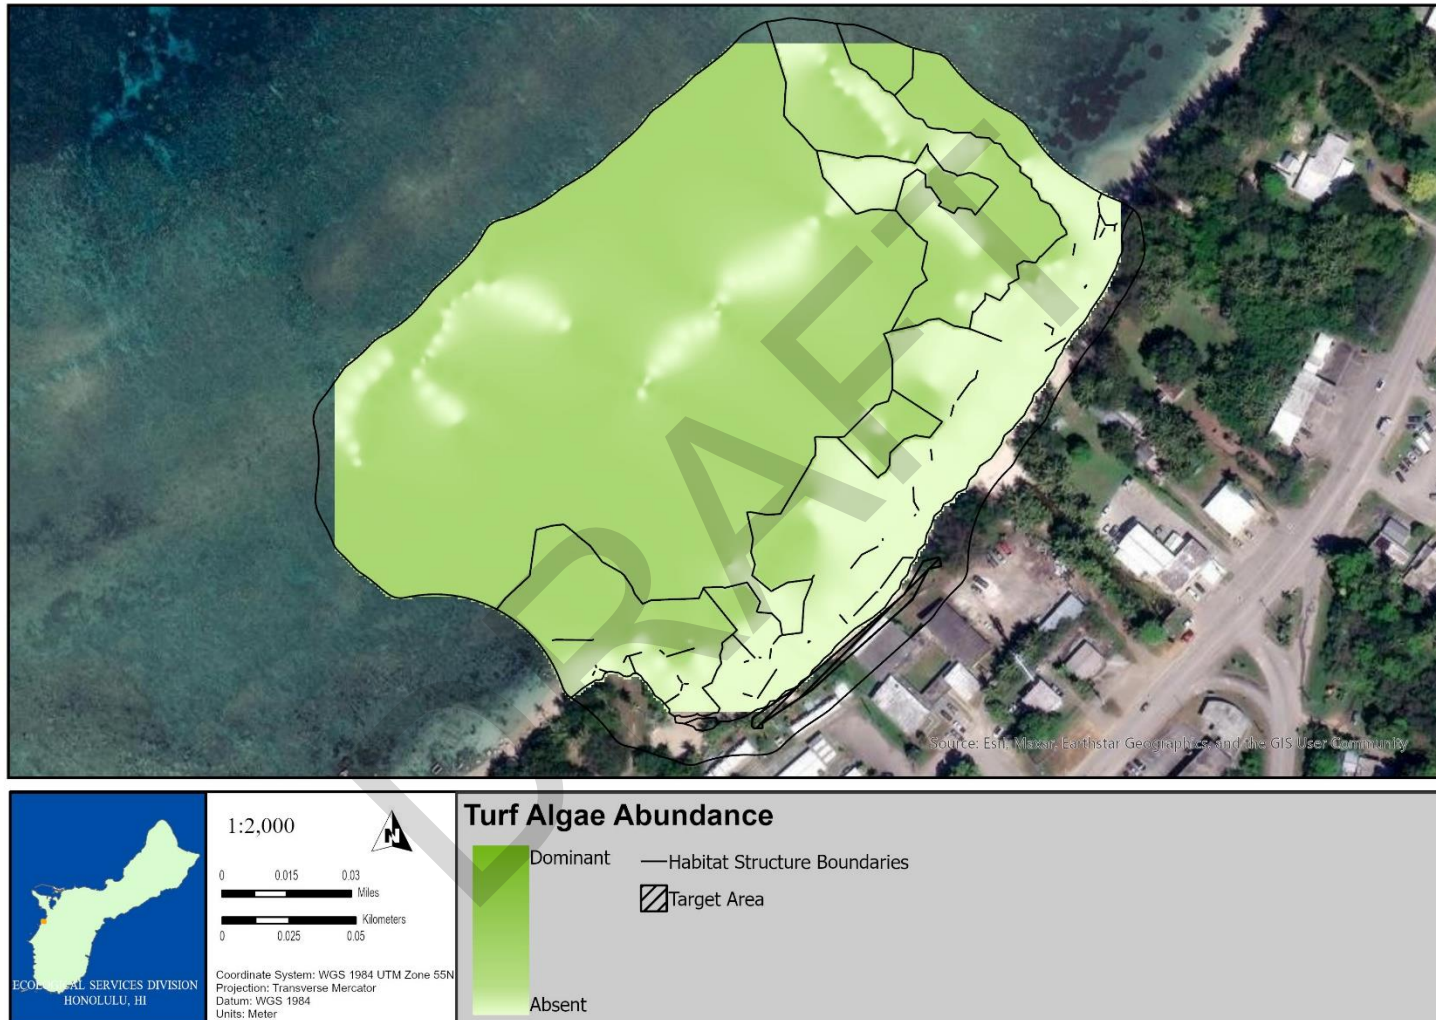 DRAFT
Source: Esri, Maxar, Earthstar Geographics, and the GIS User Community
1:2,000
N
0 0.015 0.03
Miles
Kilometers
0 0.025 0.05
Coordinate System: WGS 1984 UTM Zone 55N
Projection: Transverse Mercator
Datum: WGS 1984
Units: Meter
ECOLOGICAL SERVICES DIVISION
HONOLULU, HI
Turf Algae Abundance
Dominant
Absent
Habitat Structure Boundaries
Target Area